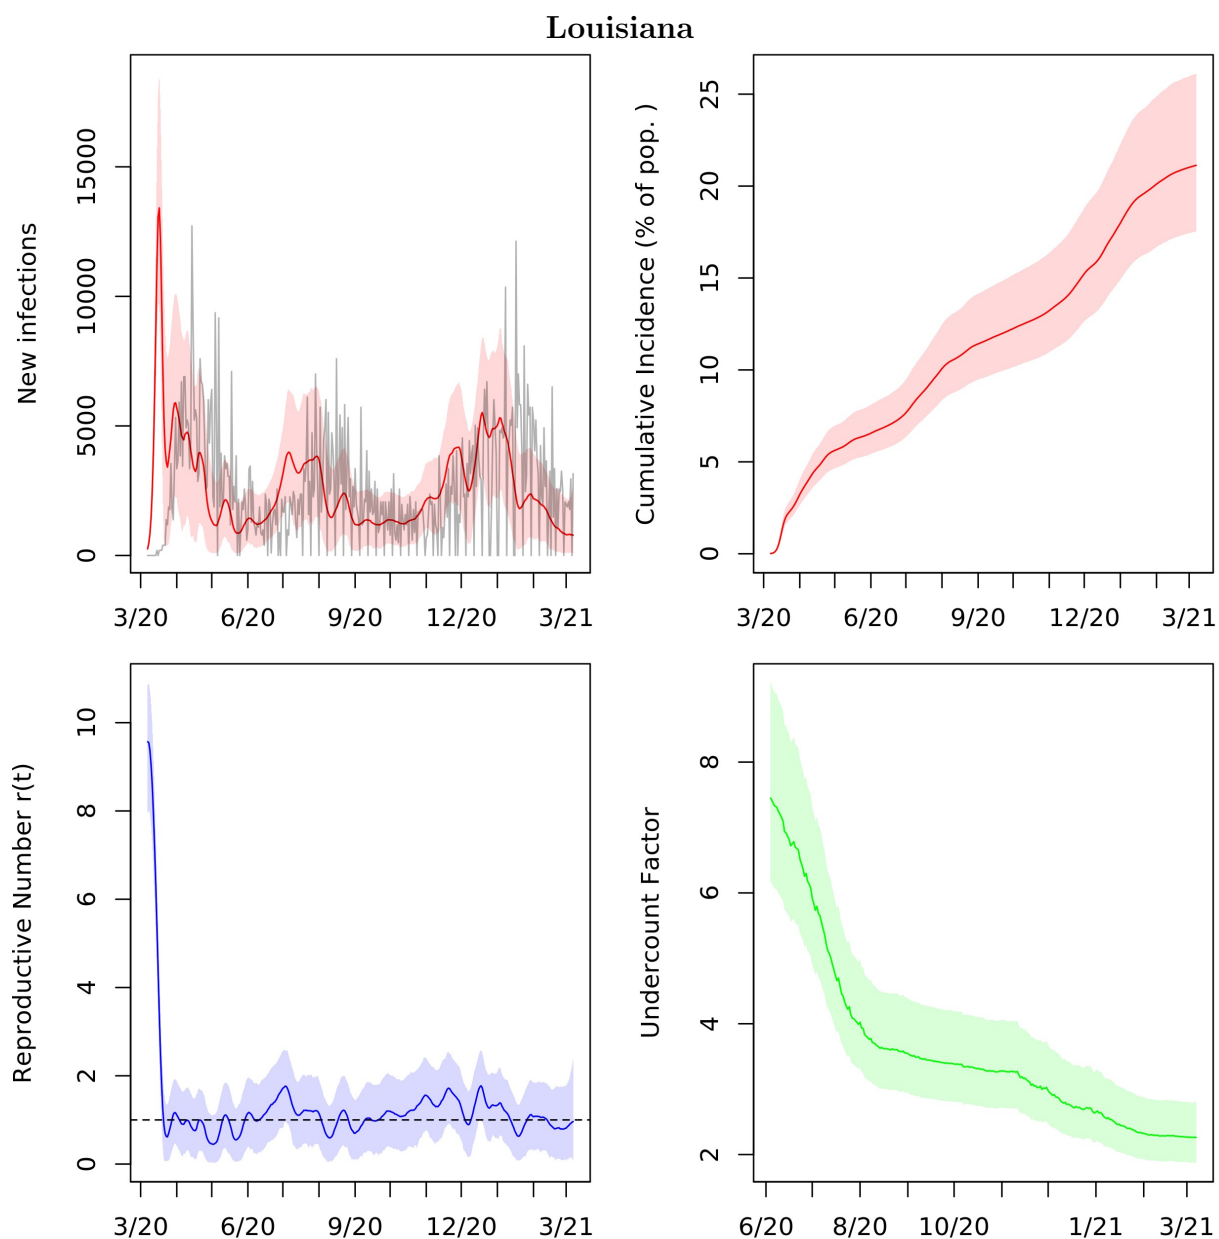 Louisiana
New infections
0
5000
10000
15000
3/20 6/20 9/20 12/20 3/21
Cumulative Incidence (% of pop. )
0
5
10
15
20
25
3/20 6/20 9/20 12/20 3/21
Reproductive Number r(t)
0
2
4
6
8
10
3/20 6/20 9/20 12/20 3/21
Undercount Factor
2
4
6
8
6/20 8/20 10/20 1/21 3/21